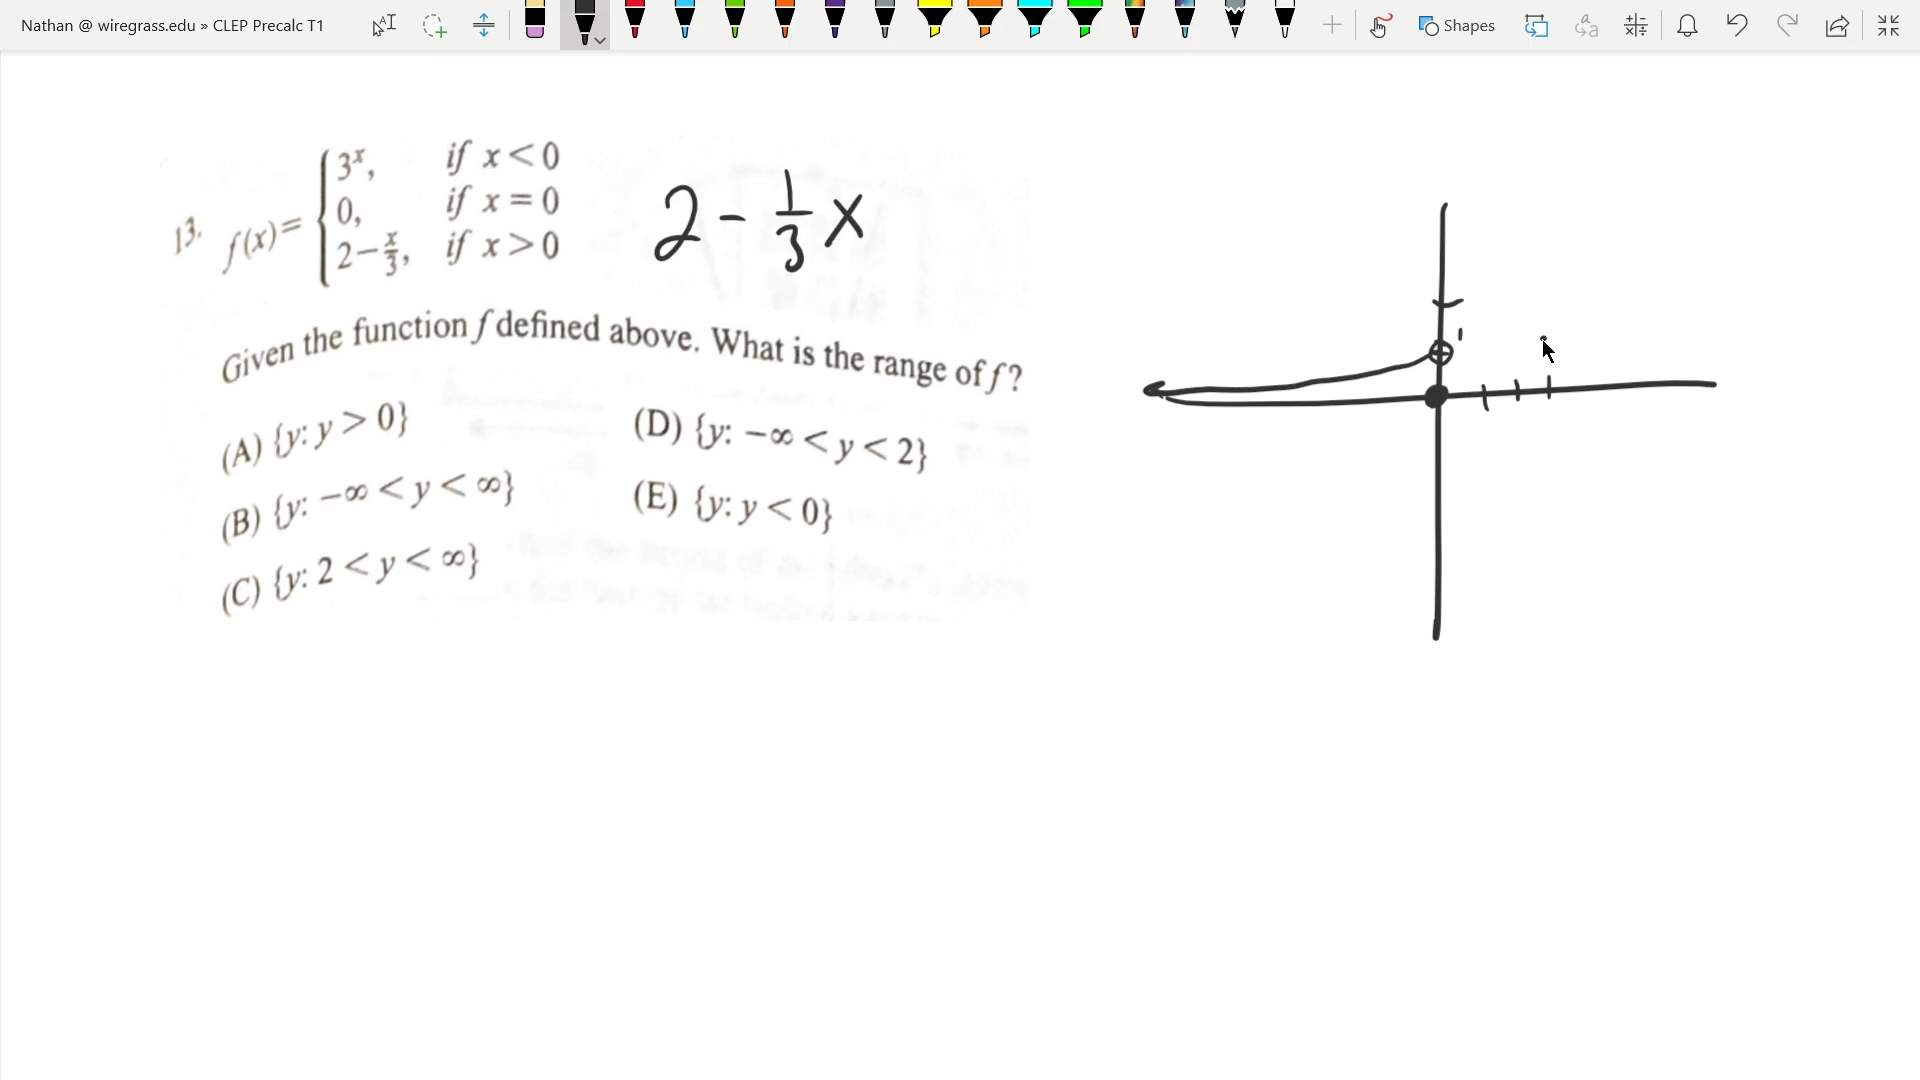 Nathan @ wiregrass.edu » CLEP Precalc T1
Shapes
13. f(x) = { 3^x, if x < 0
0, if x = 0
2 − x/3, if x > 0
2 - 1/3 x
Given the function f defined above. What is the range of f?
(A) {y: y > 0}
(B) {y: −∞ < y < ∞}
(C) {y: 2 < y < ∞}
(D) {y: −∞ < y < 2}
(E) {y: y < 0}
1